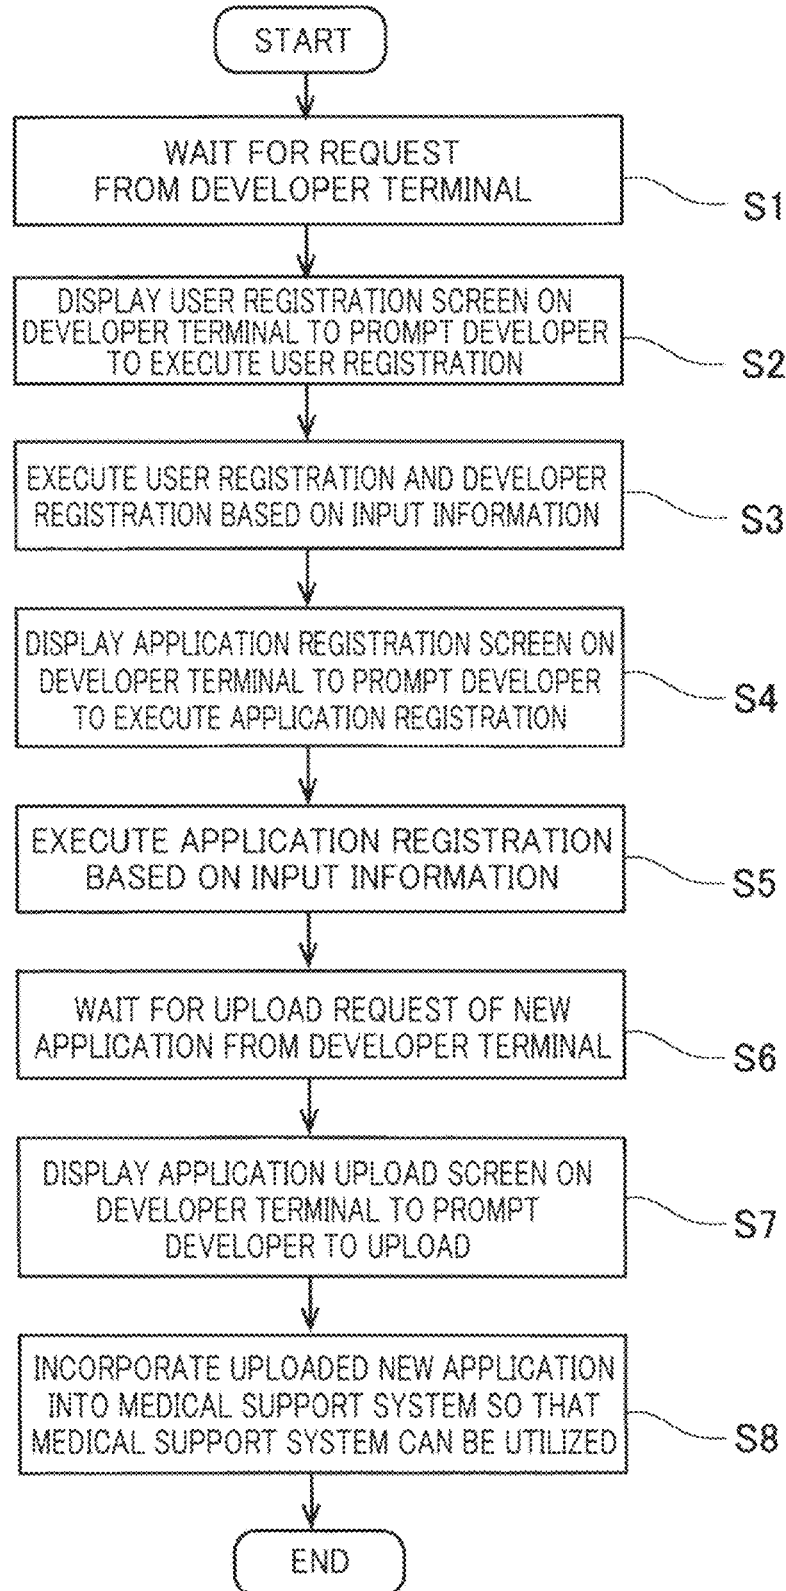 START
WAIT FOR REQUEST
FROM DEVELOPER TERMINAL
S1
DISPLAY USER REGISTRATION SCREEN ON
DEVELOPER TERMINAL TO PROMPT DEVELOPER
TO EXECUTE USER REGISTRATION
S2
EXECUTE USER REGISTRATION AND DEVELOPER
REGISTRATION BASED ON INPUT INFORMATION
S3
DISPLAY APPLICATION REGISTRATION SCREEN ON
DEVELOPER TERMINAL TO PROMPT DEVELOPER
TO EXECUTE APPLICATION REGISTRATION
S4
EXECUTE APPLICATION REGISTRATION
BASED ON INPUT INFORMATION
S5
WAIT FOR UPLOAD REQUEST OF NEW
APPLICATION FROM DEVELOPER TERMINAL
S6
DISPLAY APPLICATION UPLOAD SCREEN ON
DEVELOPER TERMINAL TO PROMPT
DEVELOPER TO UPLOAD
S7
INCORPORATE UPLOADED NEW APPLICATION
INTO MEDICAL SUPPORT SYSTEM SO THAT
MEDICAL SUPPORT SYSTEM CAN BE UTILIZED
S8
END